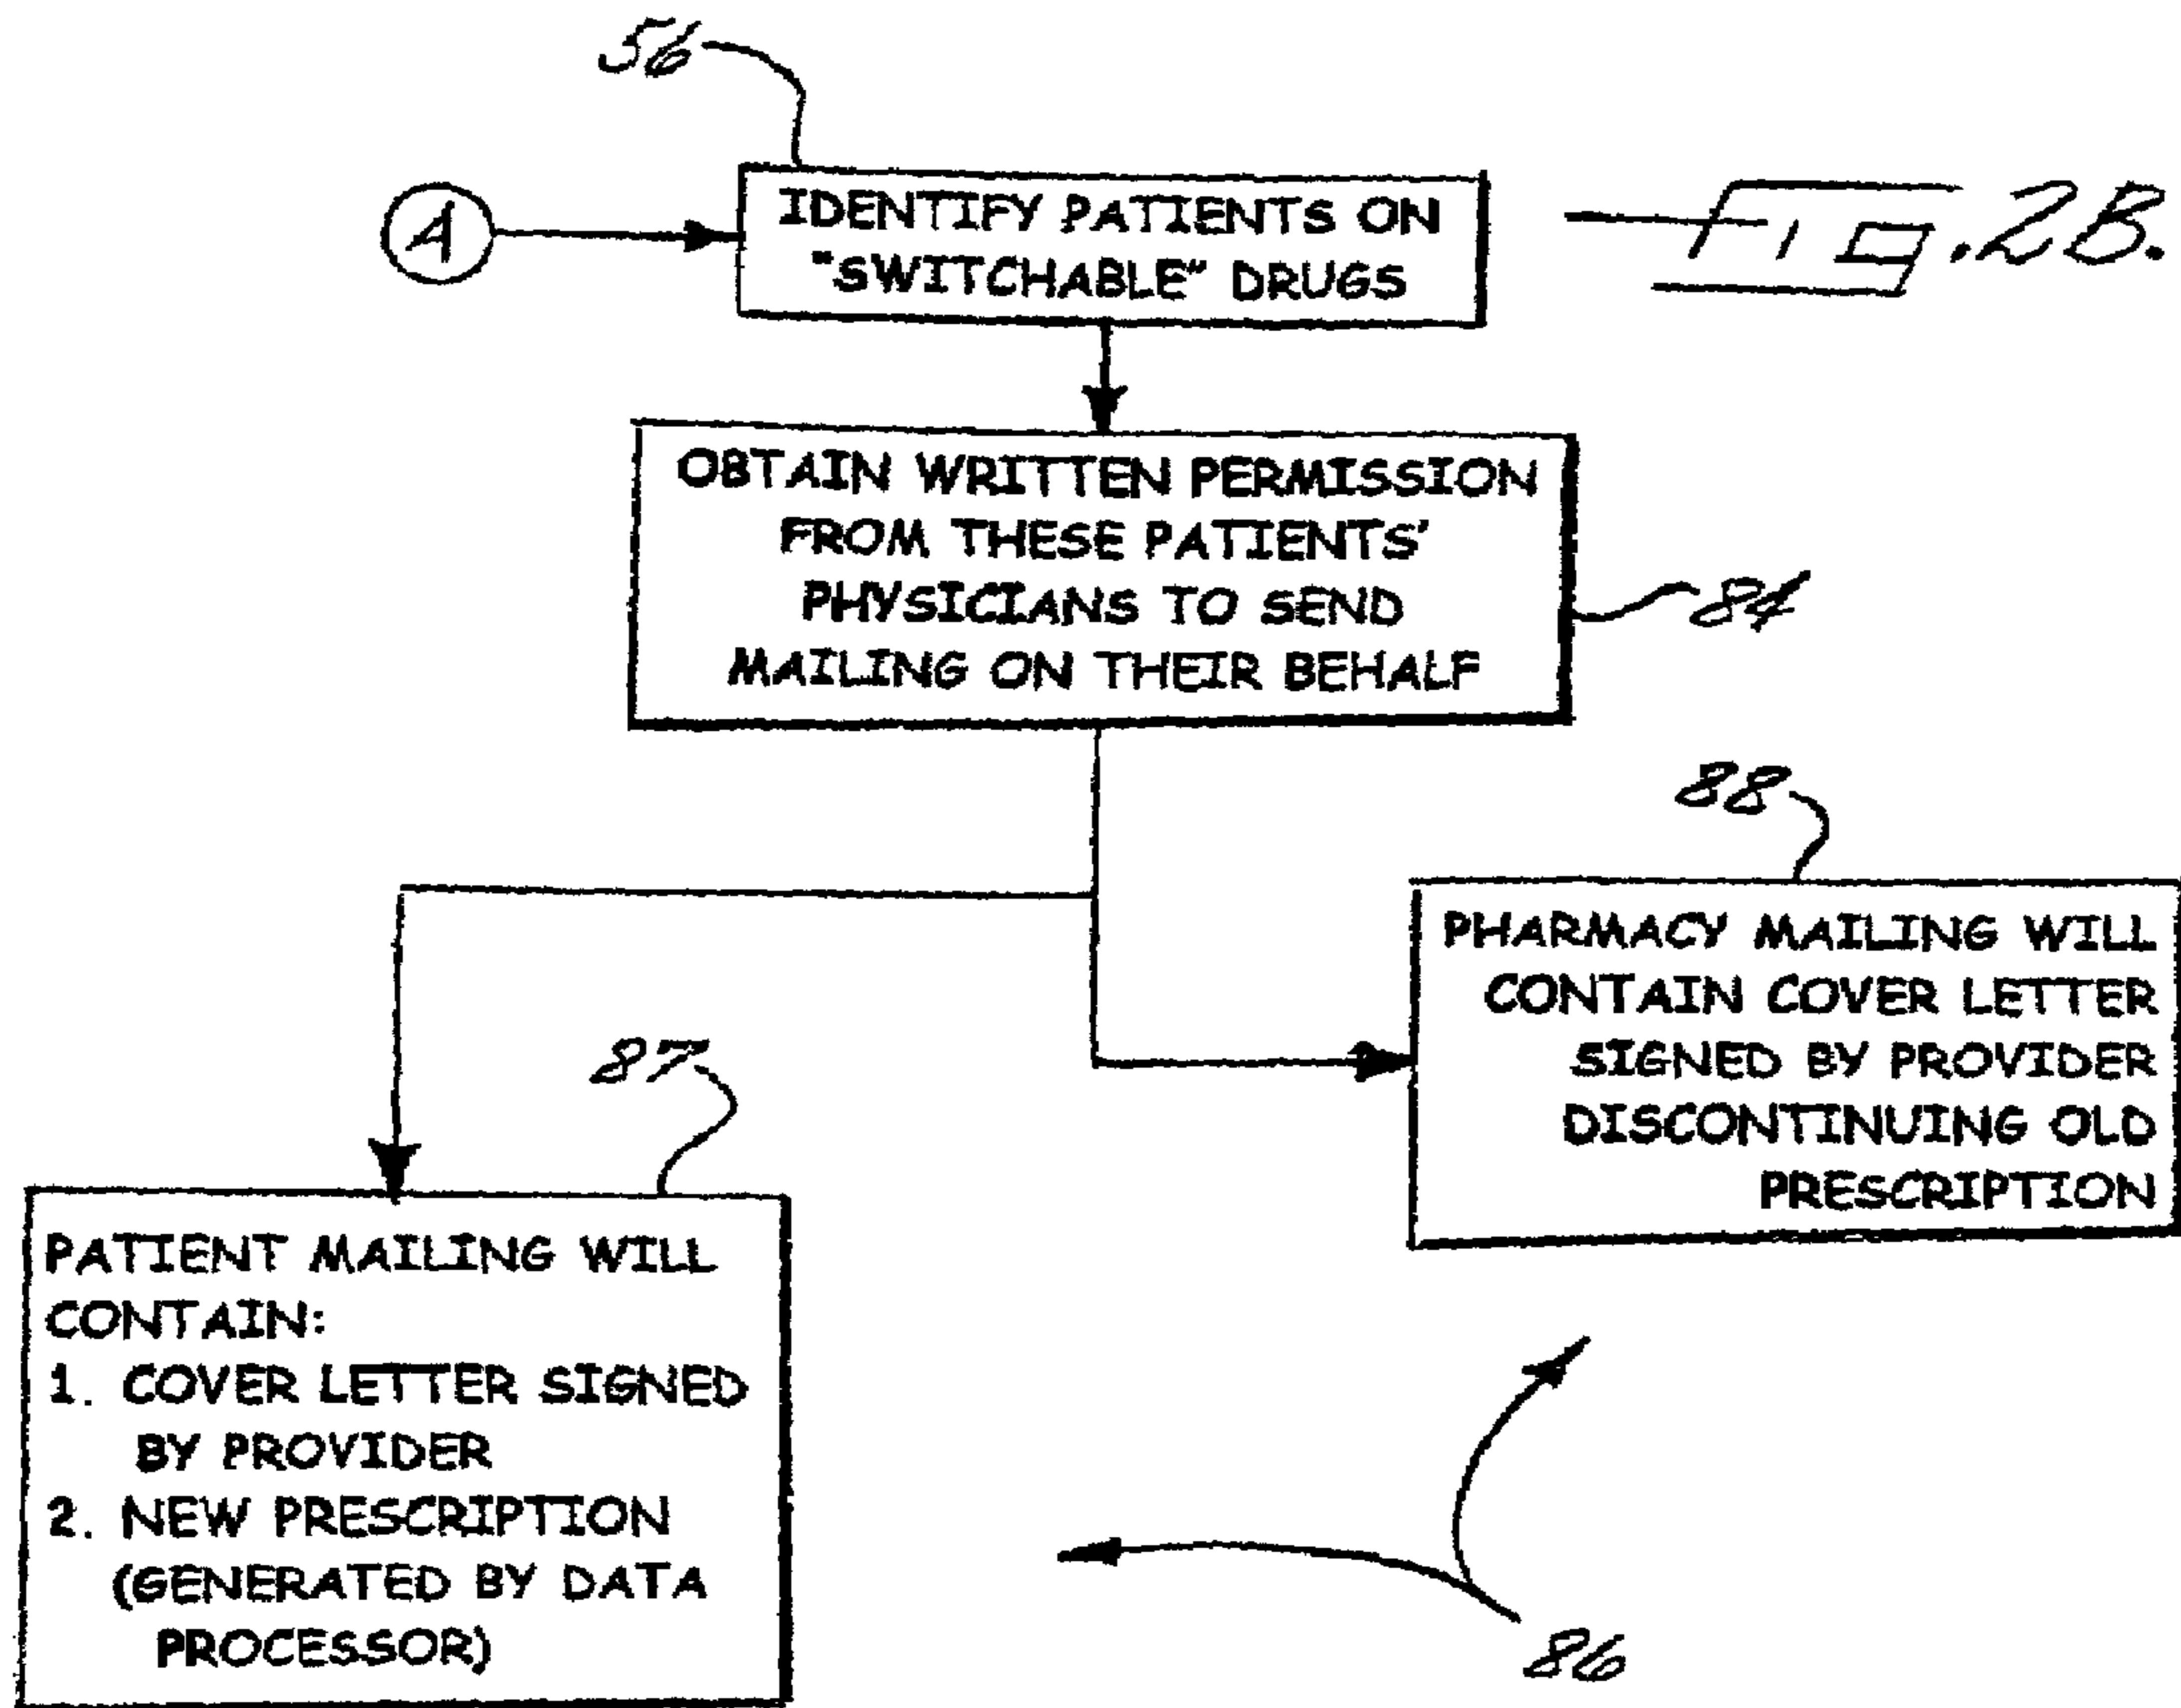 56
A
IDENTIFY PATIENTS ON
"SWITCHABLE" DRUGS
Fig. 2B.
OBTAIN WRITTEN PERMISSION
FROM THESE PATIENTS'
PHYSICIANS TO SEND
MAILING ON THEIR BEHALF
84
88
PHARMACY MAILING WILL
CONTAIN COVER LETTER
SIGNED BY PROVIDER
DISCONTINUING OLD
PRESCRIPTION
87
PATIENT MAILING WILL
CONTAIN:
1. COVER LETTER SIGNED
BY PROVIDER
2. NEW PRESCRIPTION
(GENERATED BY DATA
PROCESSOR)
86